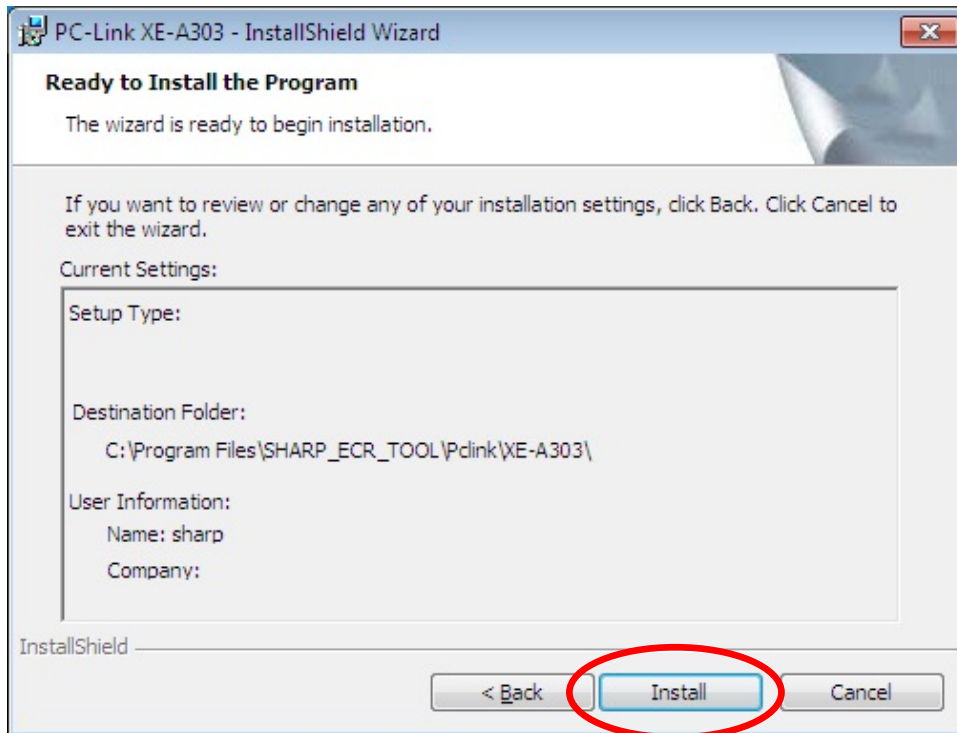 PC-Link XE-A303 - InstallShield Wizard
Ready to Install the Program
The wizard is ready to begin installation.
If you want to review or change any of your installation settings, click Back. Click Cancel to
exit the wizard.
Current Settings:
Setup Type:
Destination Folder:
C:\Program Files\SHARP_ECR_TOOL\Pclink\XE-A303\
User Information:
Name: sharp
Company:
InstallShield
< Back Install Cancel